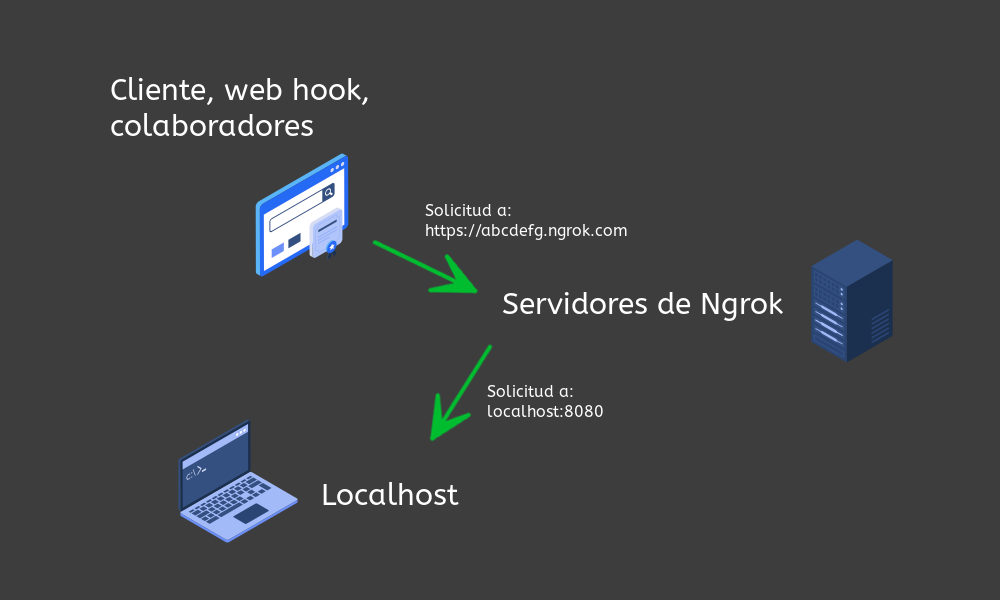 Cliente, web hook,
colaboradores
Solicitud a:
https://abcdefg.ngrok.com
Servidores de Ngrok
Solicitud a:
localhost:8080
c:\>_
Localhost